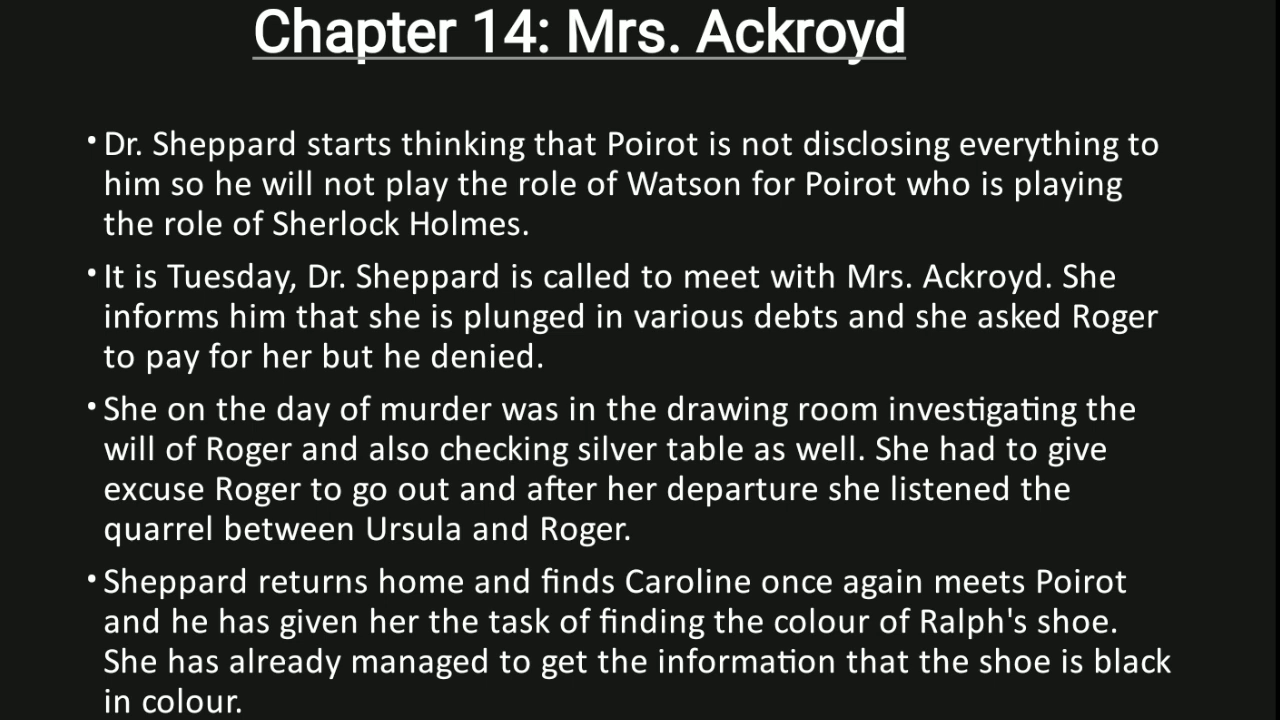 Chapter 14: Mrs. Ackroyd
• Dr. Sheppard starts thinking that Poirot is not disclosing everything to
him so he will not play the role of Watson for Poirot who is playing
the role of Sherlock Holmes.
• It is Tuesday, Dr. Sheppard is called to meet with Mrs. Ackroyd. She
informs him that she is plunged in various debts and she asked Roger
to pay for her but he denied.
• She on the day of murder was in the drawing room investigating the
will of Roger and also checking silver table as well. She had to give
excuse Roger to go out and after her departure she listened the
quarrel between Ursula and Roger.
• Sheppard returns home and finds Caroline once again meets Poirot
and he has given her the task of finding the colour of Ralph's shoe.
She has already managed to get the information that the shoe is black
in colour.